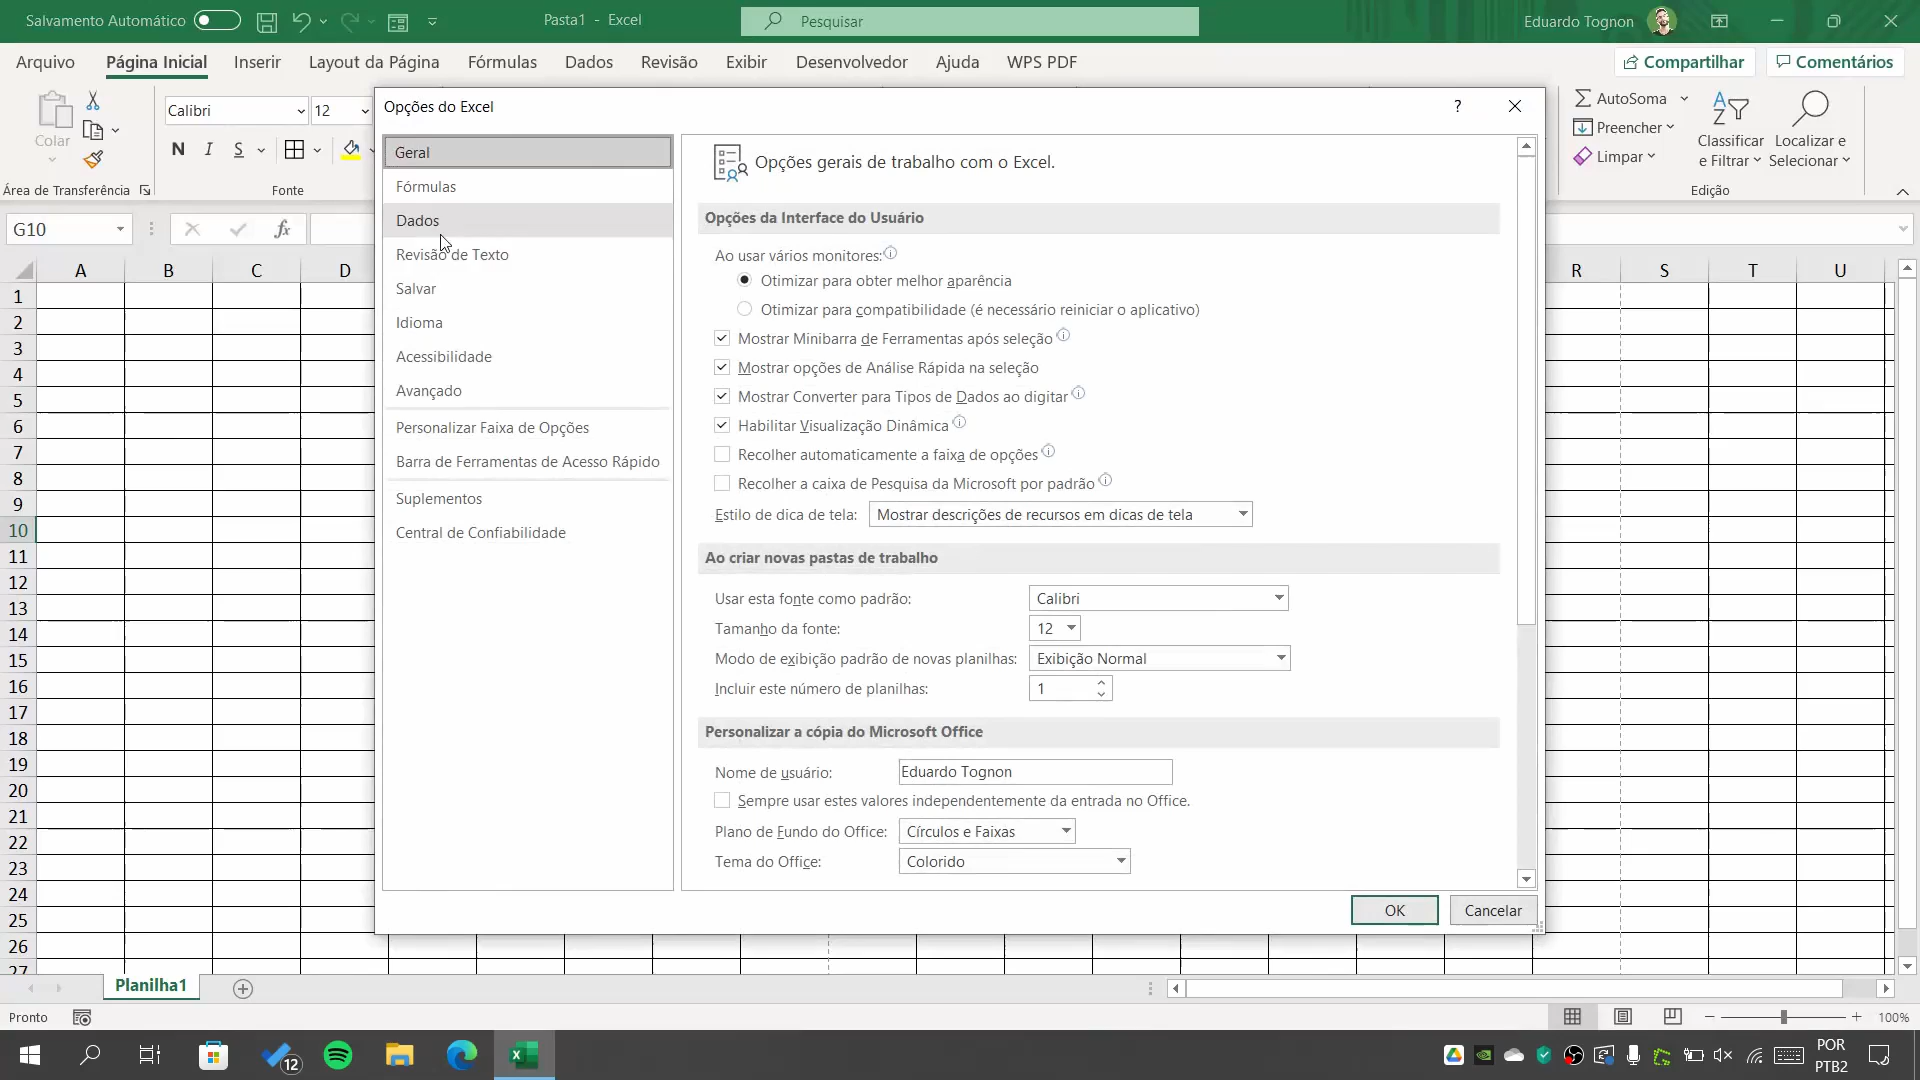 Salvamento Automático
Pasta1 - Excel
Pesquisar
Eduardo Tognon
Arquivo
Página Inicial
Inserir
Layout da Página
Fórmulas
Dados
Revisão
Exibir
Desenvolvedor
Ajuda
WPS PDF
Compartilhar
Comentários
Colar
Calibri
12
N I S
Área de Transferência
Fonte
AutoSoma
Preencher
Limpar
Classificar
e Filtrar
Localizar e
Selecionar
Edição
G10
fx
A B C D
R S T U
1
2
3
4
5
6
7
8
9
10
11
12
13
14
15
16
17
18
19
20
21
22
23
24
25
26
27
Opções do Excel
?
Geral
Fórmulas
Dados
Revisão de Texto
Salvar
Idioma
Acessibilidade
Avançado
Personalizar Faixa de Opções
Barra de Ferramentas de Acesso Rápido
Suplementos
Central de Confiabilidade
Opções gerais de trabalho com o Excel.
Opções da Interface do Usuário
Ao usar vários monitores:
Otimizar para obter melhor aparência
Otimizar para compatibilidade (é necessário reiniciar o aplicativo)
Mostrar Minibarra de Ferramentas após seleção
Mostrar opções de Análise Rápida na seleção
Mostrar Converter para Tipos de Dados ao digitar
Habilitar Visualização Dinâmica
Recolher automaticamente a faixa de opções
Recolher a caixa de Pesquisa da Microsoft por padrão
Estilo de dica de tela: Mostrar descrições de recursos em dicas de tela
Ao criar novas pastas de trabalho
Usar esta fonte como padrão: Calibri
Tamanho da fonte: 12
Modo de exibição padrão de novas planilhas: Exibição Normal
Incluir este número de planilhas: 1
Personalizar a cópia do Microsoft Office
Nome de usuário: Eduardo Tognon
Sempre usar estes valores independentemente da entrada no Office.
Plano de Fundo do Office: Círculos e Faixas
Tema do Office: Colorido
OK
Cancelar
Planilha1
Pronto
100%
12
POR
PTB2